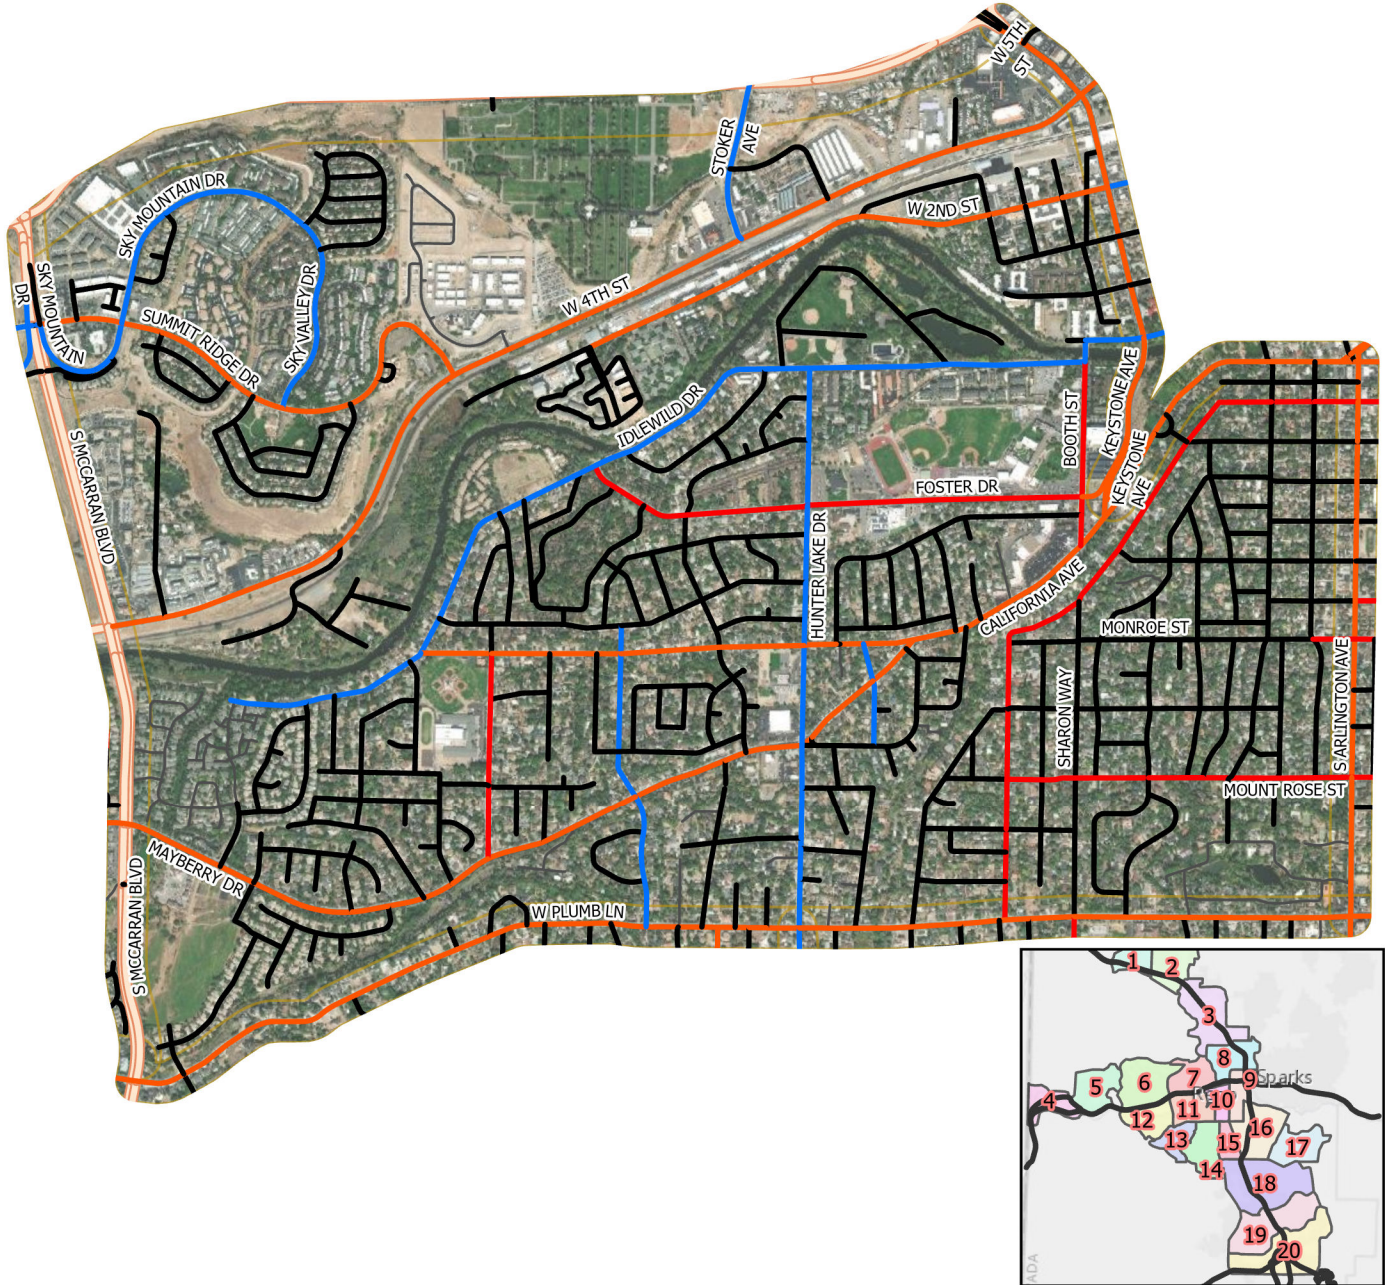 W 5TH
ST
STOKER
AVE
SKY MOUNTAIN DR
W 2ND ST
SKY MOUNTAIN
DR
SKY VALLEY DR
W 4TH ST
SUMMIT RIDGE DR
IDLEWILD DR
BOOTH ST
KEYSTONE AVE
KEYSTONE
AVE
S MCCARRAN BLVD
FOSTER DR
HUNTER LAKE DR
CALIFORNIA AVE
MONROE ST
SHARON WAY
S ARLINGTON AVE
MOUNT ROSE ST
MAYBERRY DR
S MCCARRAN BLVD
W PLUMB LN
1
2
3
8
Sparks
9
7
6
5
4
10
11
12
16
13
15
17
14
18
19
20
ADA